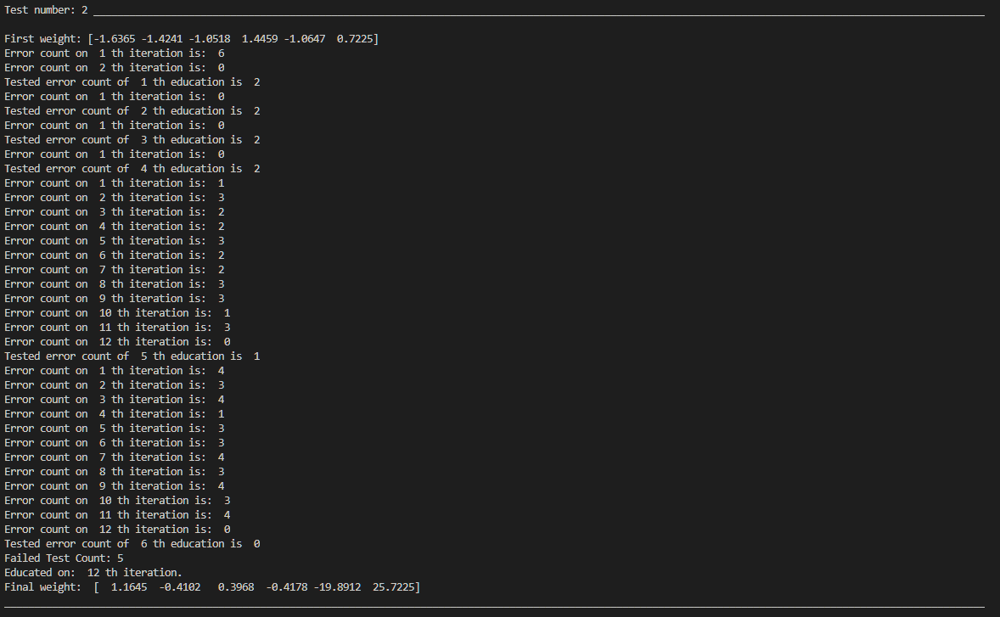 Test number: 2
First weight: [-1.6365 -1.4241 -1.0518  1.4459 -1.0647  0.7225]
Error count on  1 th iteration is:  6
Error count on  2 th iteration is:  0
Tested error count of  1 th education is  2
Error count on  1 th iteration is:  0
Tested error count of  2 th education is  2
Error count on  1 th iteration is:  0
Tested error count of  3 th education is  2
Error count on  1 th iteration is:  0
Tested error count of  4 th education is  2
Error count on  1 th iteration is:  1
Error count on  2 th iteration is:  3
Error count on  3 th iteration is:  2
Error count on  4 th iteration is:  2
Error count on  5 th iteration is:  3
Error count on  6 th iteration is:  2
Error count on  7 th iteration is:  2
Error count on  8 th iteration is:  3
Error count on  9 th iteration is:  3
Error count on  10 th iteration is:  1
Error count on  11 th iteration is:  3
Error count on  12 th iteration is:  0
Tested error count of  5 th education is  1
Error count on  1 th iteration is:  4
Error count on  2 th iteration is:  3
Error count on  3 th iteration is:  4
Error count on  4 th iteration is:  1
Error count on  5 th iteration is:  3
Error count on  6 th iteration is:  3
Error count on  7 th iteration is:  4
Error count on  8 th iteration is:  3
Error count on  9 th iteration is:  4
Error count on  10 th iteration is:  3
Error count on  11 th iteration is:  4
Error count on  12 th iteration is:  0
Tested error count of  6 th education is  0
Failed Test Count: 5
Educated on:  12 th iteration.
Final weight:  [  1.1645  -0.4102   0.3968  -0.4178 -19.8912  25.7225]